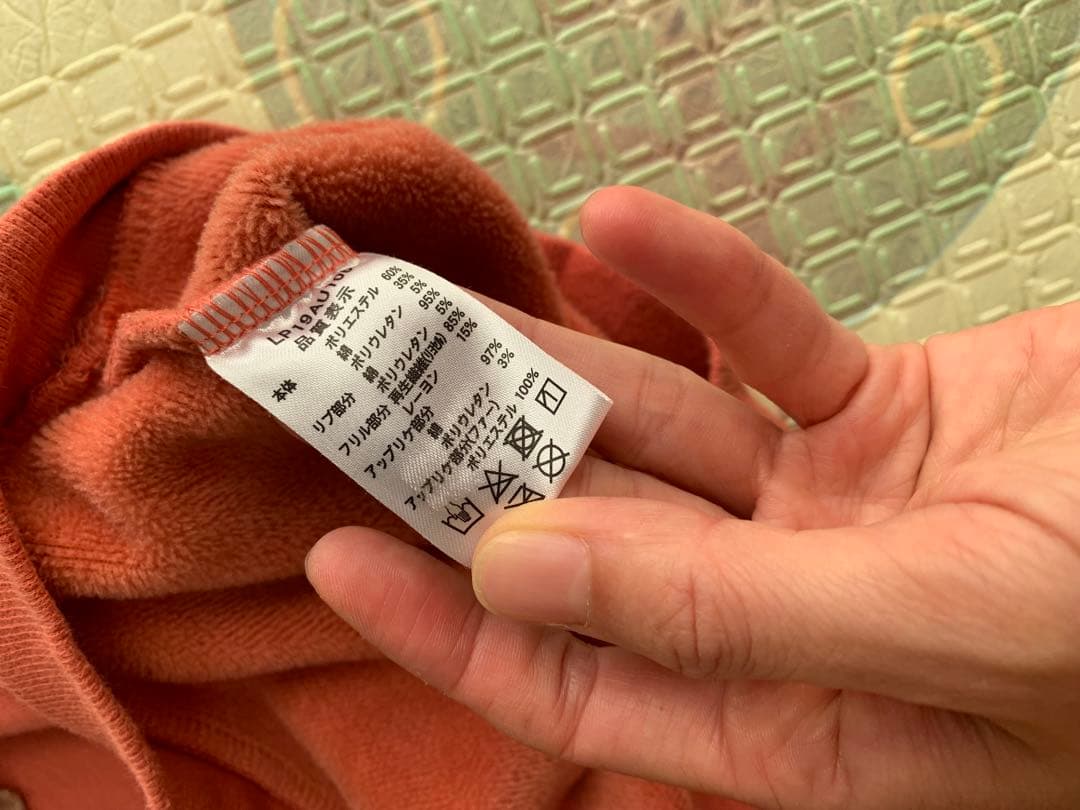 LP19AU10
品質表示
本体 ポリエステル 60%
綿 35%
ポリウレタン 5%
リブ部分 綿 95%
ポリウレタン 5%
フリル部分 再生繊維(リヨセル) 85%
レーヨン 15%
アップリケ部分
綿 97%
ポリウレタン 3%
アップリケ部分(ファー)
ポリエステル 100%